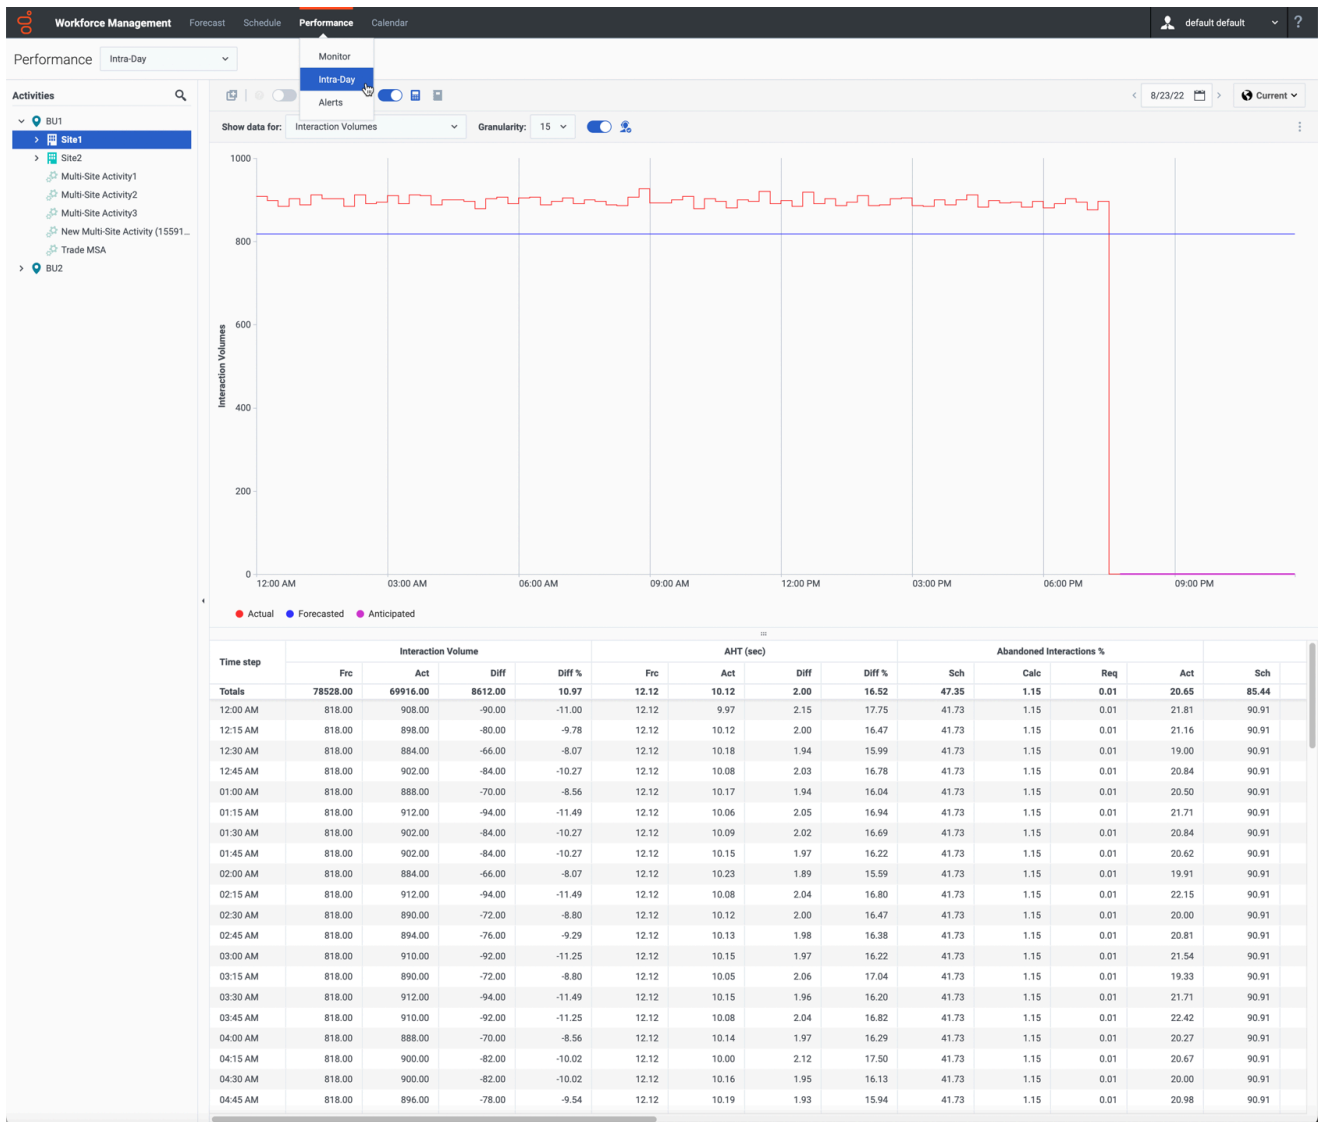 Workforce Management Forecast Schedule Performance Calendar default default ?
Performance Intra-Day
Monitor
Intra-Day
Alerts
Activities
8/23/22 Current
BU1
Site1
Site2
Multi-Site Activity1
Multi-Site Activity2
Multi-Site Activity3
New Multi-Site Activity (15591...
Trade MSA
BU2
Show data for: Interaction Volumes Granularity: 15
1000
800
600
400
200
0
Interaction Volumes
12:00 AM 03:00 AM 06:00 AM 09:00 AM 12:00 PM 03:00 PM 06:00 PM 09:00 PM
Actual Forecasted Anticipated
Time step Interaction Volume AHT (sec) Abandoned Interactions %
Frc Act Diff Diff % Frc Act Diff Diff % Sch Calc Req Act Sch
Totals 78528.00 69916.00 8612.00 10.97 12.12 10.12 2.00 16.52 47.35 1.15 0.01 20.65 85.44
12:00 AM 818.00 908.00 -90.00 -11.00 12.12 9.97 2.15 17.75 41.73 1.15 0.01 21.81 90.91
12:15 AM 818.00 898.00 -80.00 -9.78 12.12 10.12 2.00 16.47 41.73 1.15 0.01 21.16 90.91
12:30 AM 818.00 884.00 -66.00 -8.07 12.12 10.18 1.94 15.99 41.73 1.15 0.01 19.00 90.91
12:45 AM 818.00 902.00 -84.00 -10.27 12.12 10.08 2.03 16.78 41.73 1.15 0.01 20.84 90.91
01:00 AM 818.00 888.00 -70.00 -8.56 12.12 10.17 1.94 16.04 41.73 1.15 0.01 20.50 90.91
01:15 AM 818.00 912.00 -94.00 -11.49 12.12 10.06 2.05 16.94 41.73 1.15 0.01 21.71 90.91
01:30 AM 818.00 902.00 -84.00 -10.27 12.12 10.09 2.02 16.69 41.73 1.15 0.01 20.84 90.91
01:45 AM 818.00 902.00 -84.00 -10.27 12.12 10.15 1.97 16.22 41.73 1.15 0.01 20.62 90.91
02:00 AM 818.00 884.00 -66.00 -8.07 12.12 10.23 1.89 15.59 41.73 1.15 0.01 19.91 90.91
02:15 AM 818.00 912.00 -94.00 -11.49 12.12 10.08 2.04 16.80 41.73 1.15 0.01 22.15 90.91
02:30 AM 818.00 890.00 -72.00 -8.80 12.12 10.12 2.00 16.47 41.73 1.15 0.01 20.00 90.91
02:45 AM 818.00 894.00 -76.00 -9.29 12.12 10.13 1.98 16.38 41.73 1.15 0.01 20.81 90.91
03:00 AM 818.00 910.00 -92.00 -11.25 12.12 10.15 1.97 16.22 41.73 1.15 0.01 21.54 90.91
03:15 AM 818.00 890.00 -72.00 -8.80 12.12 10.05 2.06 17.04 41.73 1.15 0.01 19.33 90.91
03:30 AM 818.00 912.00 -94.00 -11.49 12.12 10.15 1.96 16.20 41.73 1.15 0.01 21.71 90.91
03:45 AM 818.00 910.00 -92.00 -11.25 12.12 10.08 2.04 16.82 41.73 1.15 0.01 22.42 90.91
04:00 AM 818.00 888.00 -70.00 -8.56 12.12 10.14 1.97 16.29 41.73 1.15 0.01 20.27 90.91
04:15 AM 818.00 900.00 -82.00 -10.02 12.12 10.00 2.12 17.50 41.73 1.15 0.01 20.67 90.91
04:30 AM 818.00 900.00 -82.00 -10.02 12.12 10.16 1.95 16.13 41.73 1.15 0.01 20.00 90.91
04:45 AM 818.00 896.00 -78.00 -9.54 12.12 10.19 1.93 15.94 41.73 1.15 0.01 20.98 90.91